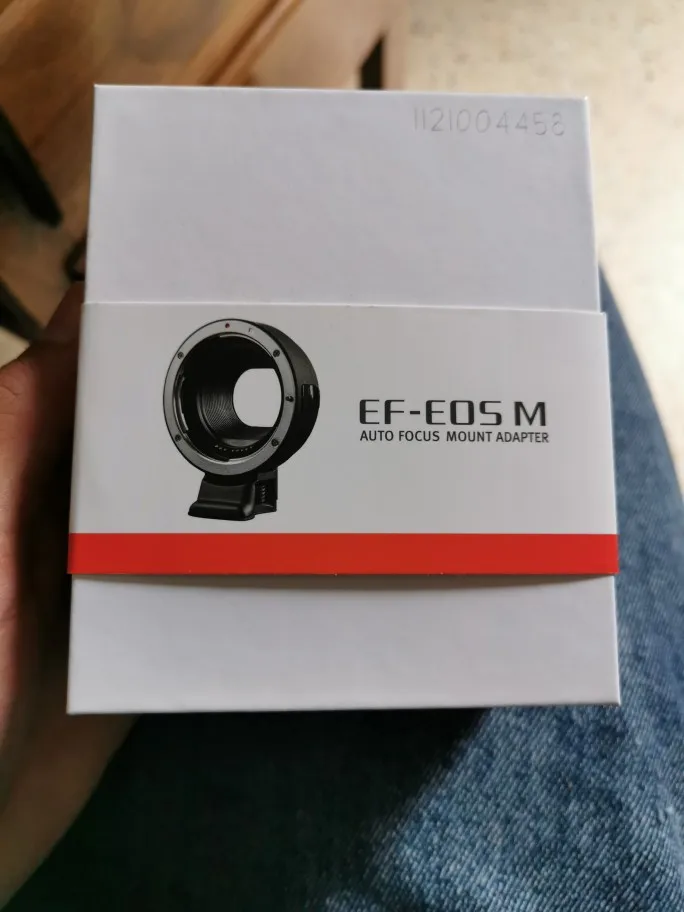 1121004458
EF-EOS M
AUTO FOCUS MOUNT ADAPTER